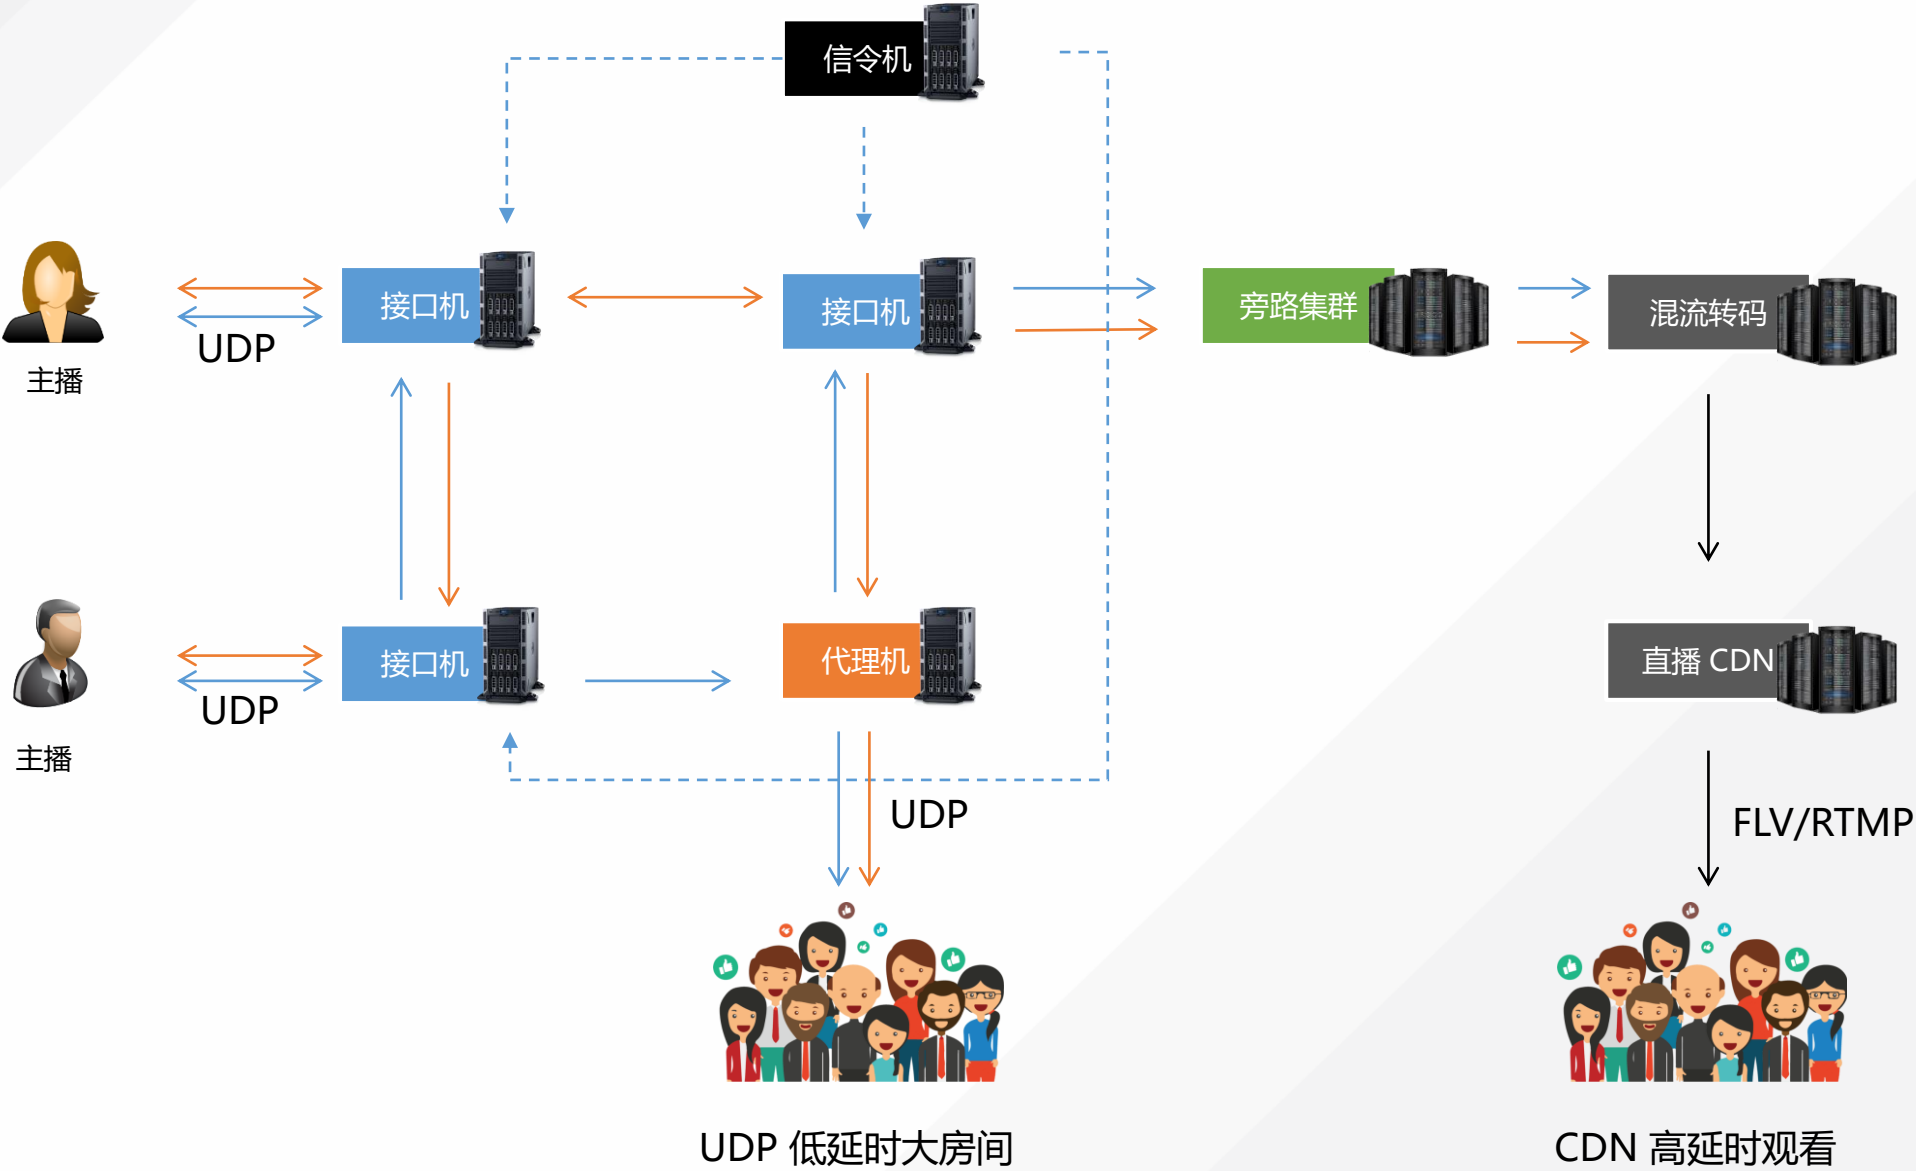 信令机
接口机
接口机
旁路集群
混流转码
UDP
主播
接口机
代理机
直播 CDN
UDP
主播
UDP
FLV/RTMP
UDP 低延时大房间
CDN 高延时观看